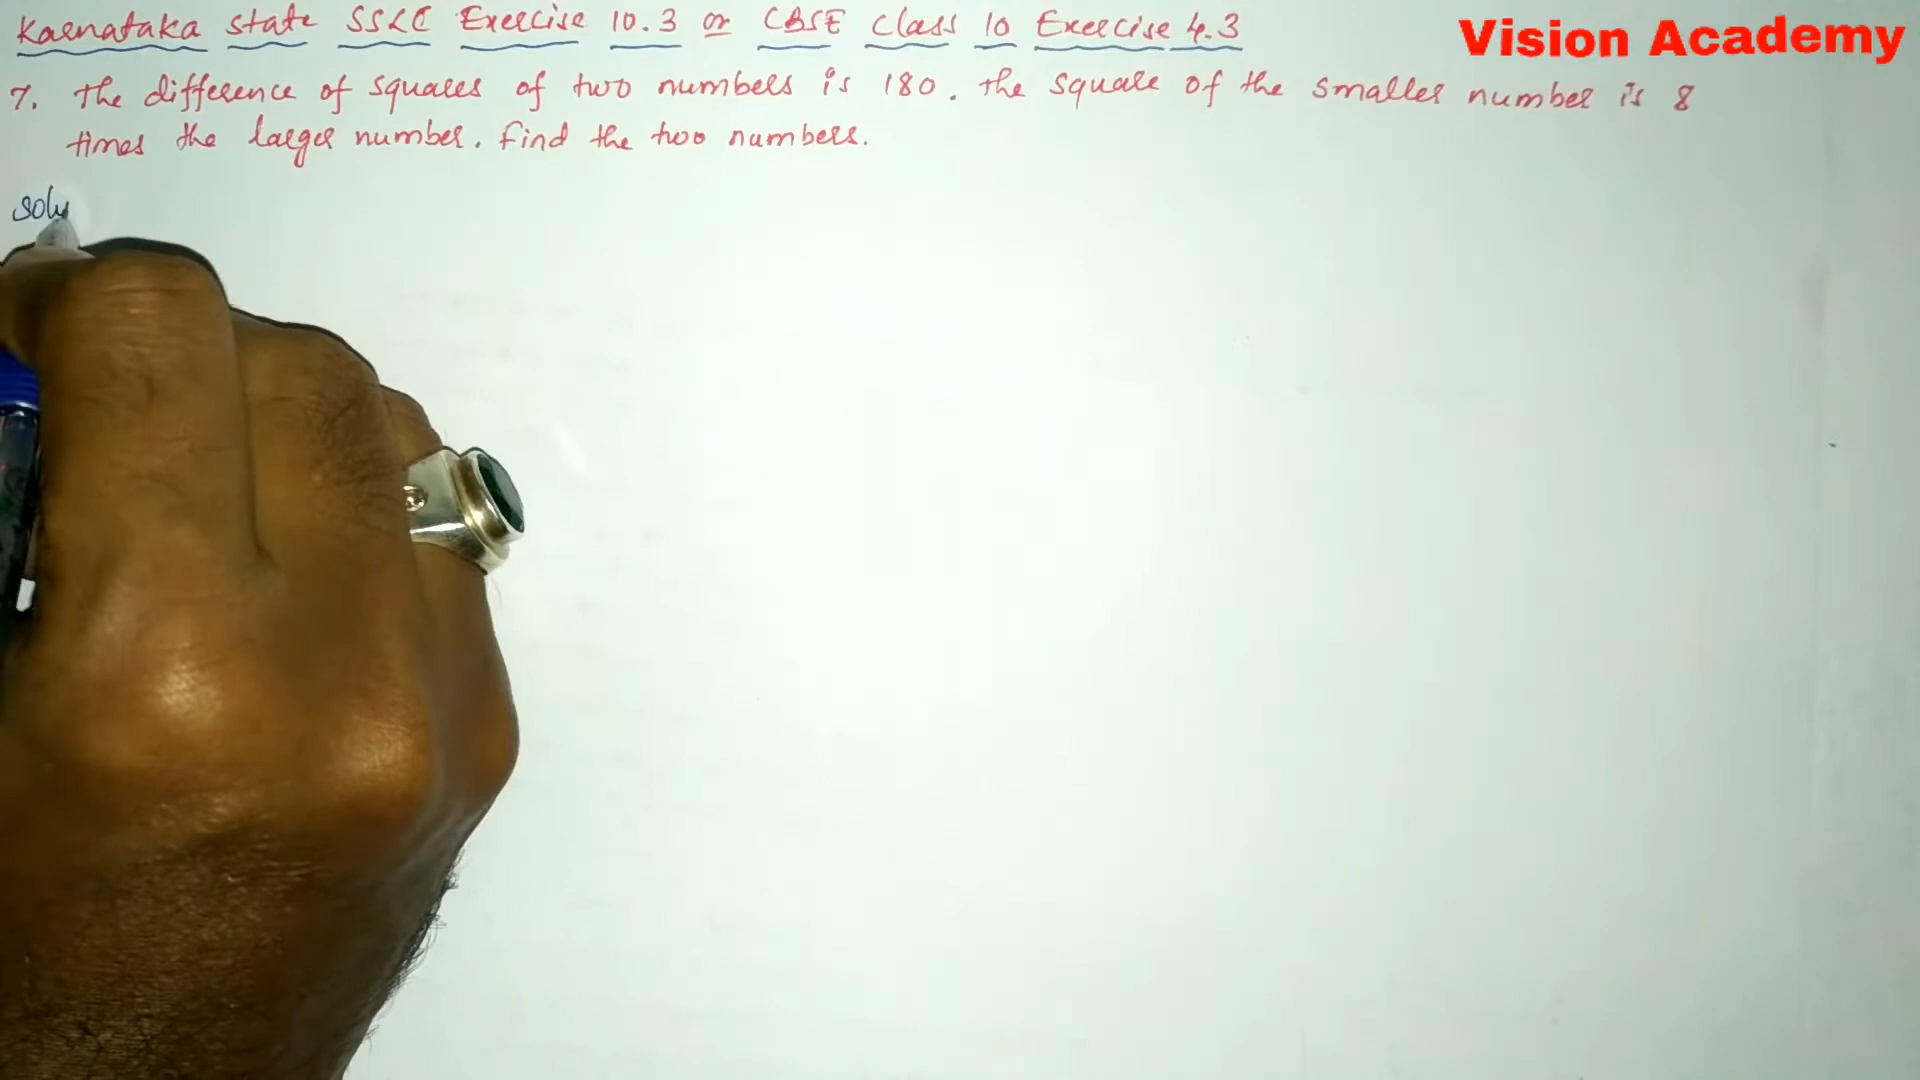 Karnataka state SSLC Exercise 10.3 or CBSE class 10 Exercise 4.3
Vision Academy
7. The difference of squares of two numbers is 180. The square of the smaller number is 8
times the larger number. Find the two numbers.
Soln